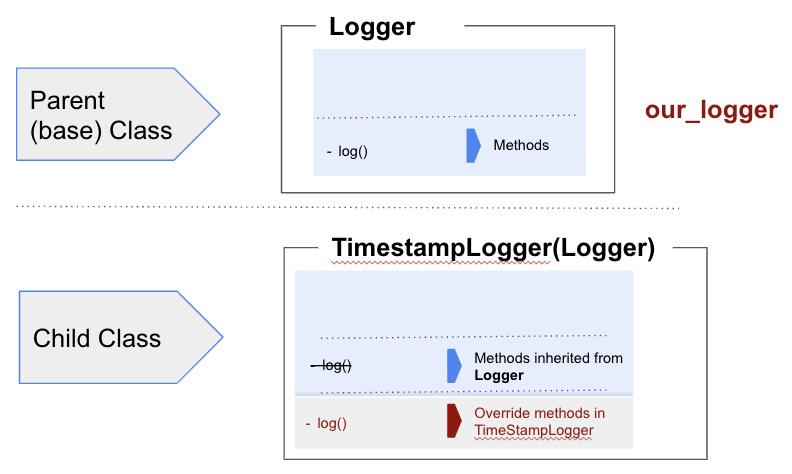 Logger
Parent
(base) Class
our_logger
- log()
Methods
TimestampLogger(Logger)
Child Class
- log()
Methods inherited from
Logger
- log()
Override methods in
TimeStampLogger